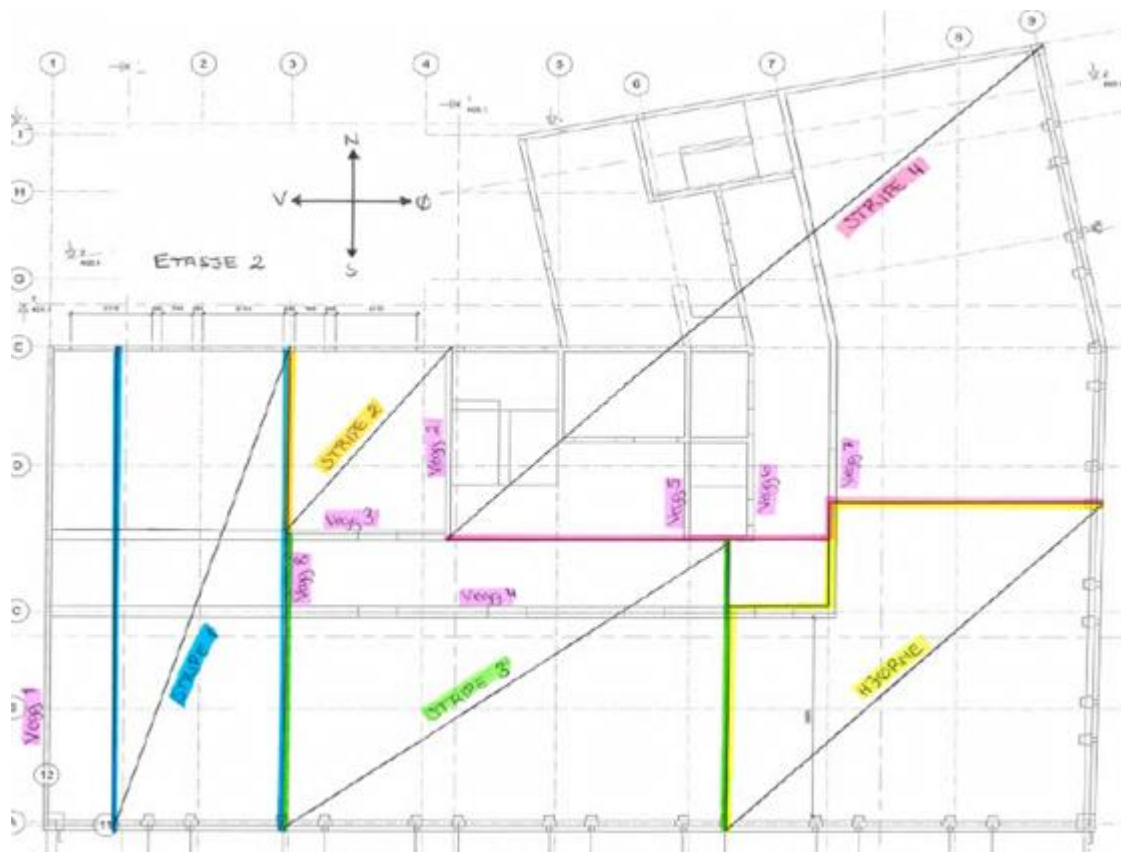 9
8
1
2
3
4
5
7
6
I
N
H
V
Ø
STRIPE 4
S
ETASJE 2
G
E
STRIPE 2
Vegg 2
D
Vegg 7
Vegg 5
Vegg 6
Vegg 3
Vegg 8
Vegg 4
C
STRIPE 1
HJØRNE
STRIPE 3
Vegg 1
B
12
11
A